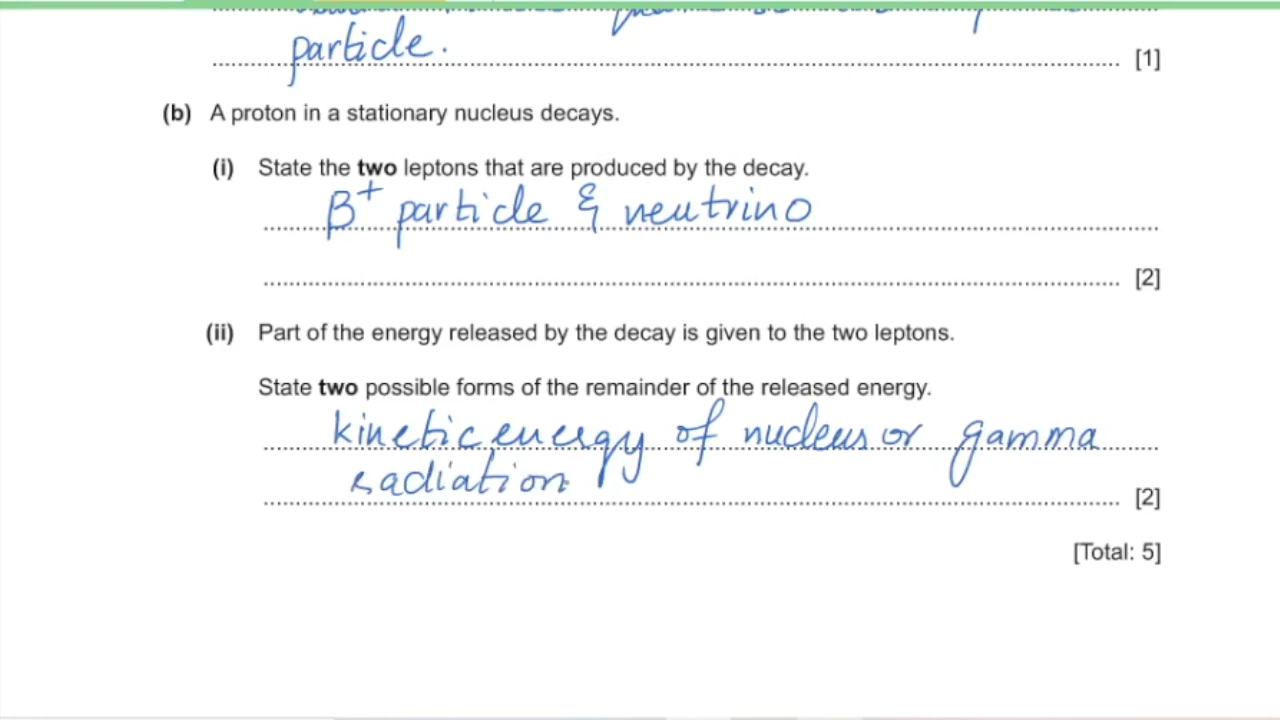 particle.
[1]
(b) A proton in a stationary nucleus decays.
(i) State the two leptons that are produced by the decay.
β+ particle & neutrino
[2]
(ii) Part of the energy released by the decay is given to the two leptons.
State two possible forms of the remainder of the released energy.
kinetic energy of nucleus or gamma
radiation
[2]
[Total: 5]